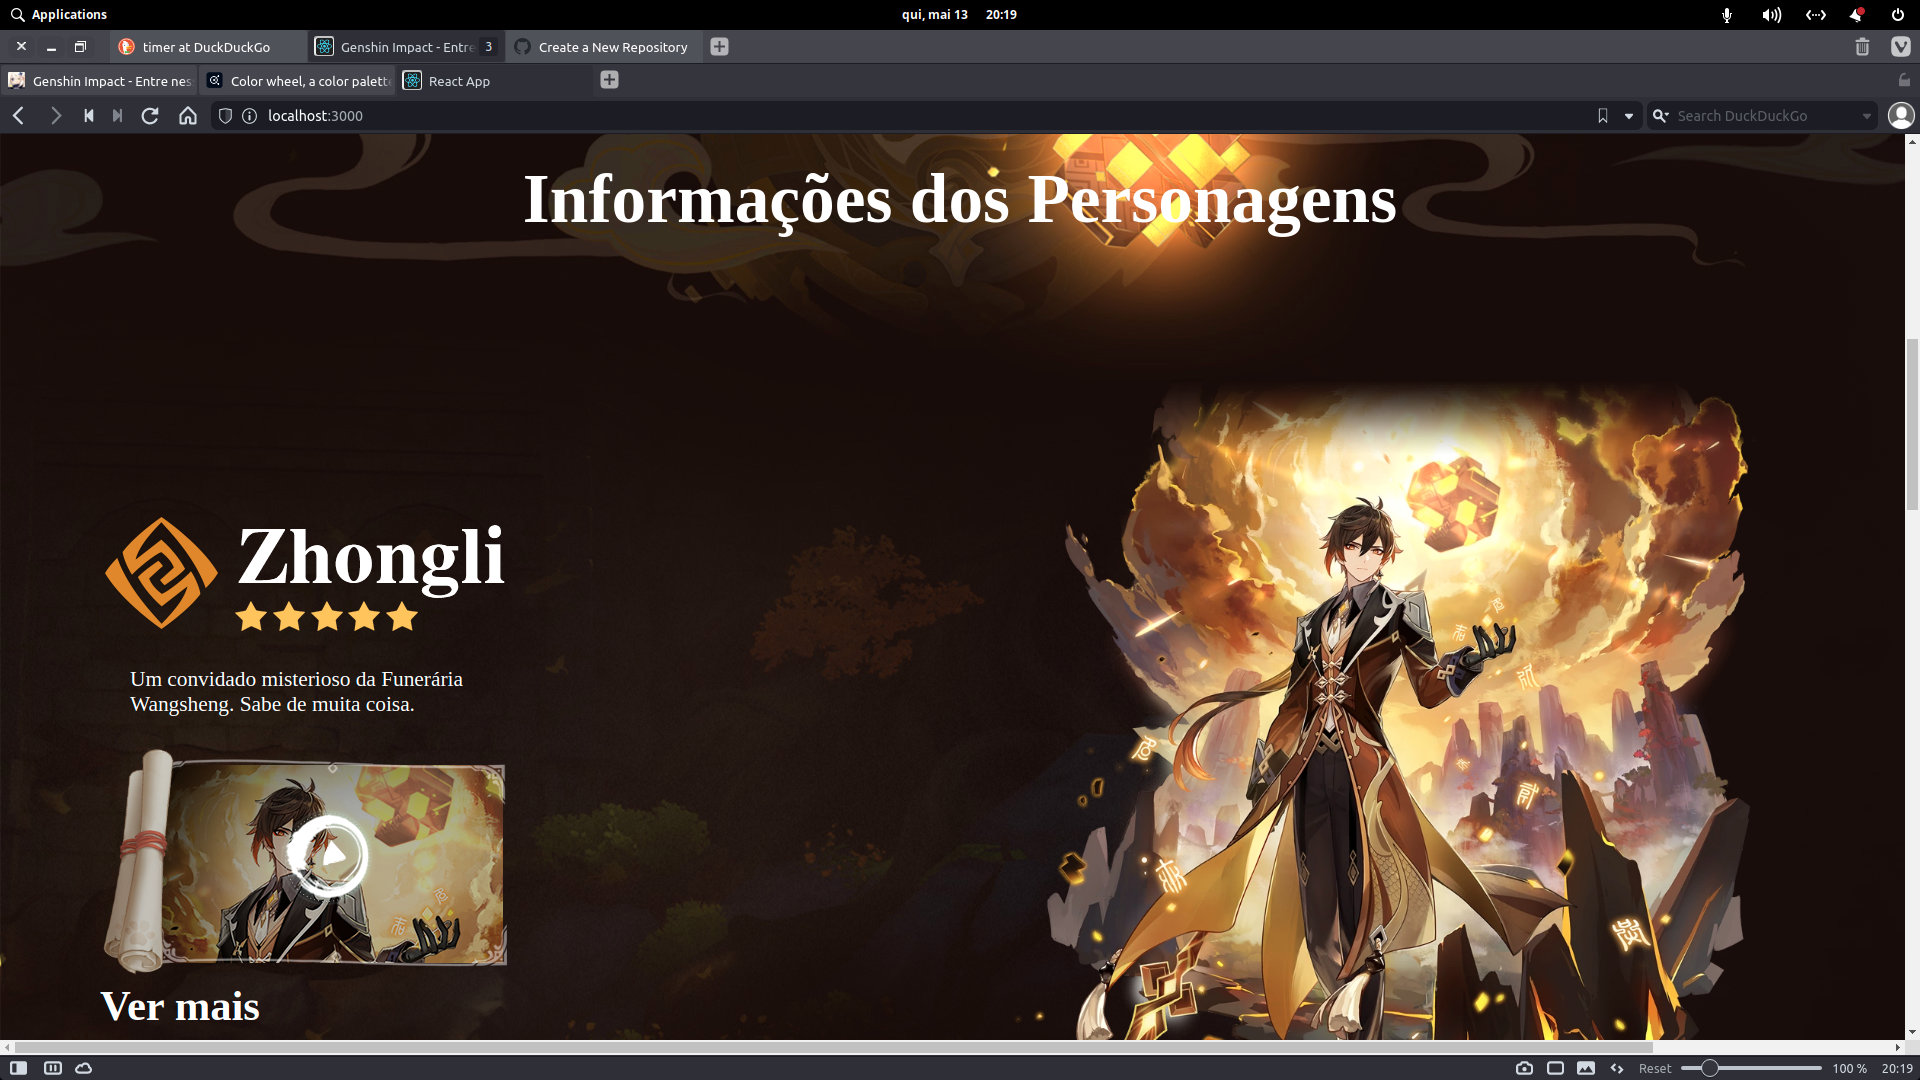 Applications
qui, mai 13 20:19
timer at DuckDuckGo
Genshin Impact - Entre
3
Create a New Repository
Genshin Impact - Entre nes
Color wheel, a color palett
React App
localhost:3000
Search DuckDuckGo
Informações dos Personagens
Zhongli
Um convidado misterioso da Funerária
Wangsheng. Sabe de muita coisa.
Ver mais
Reset
100 %
20:19